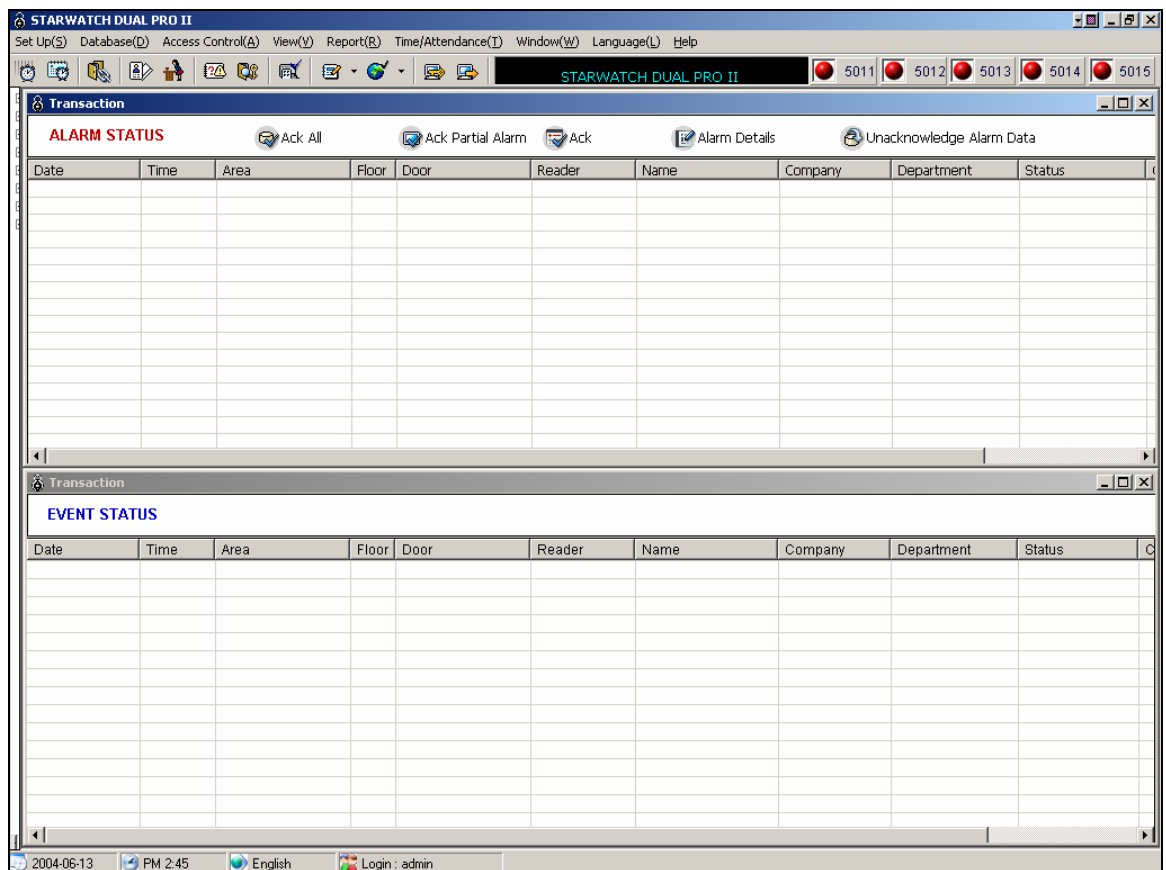 STARWATCH DUAL PRO II
Set Up(S) Database(D) Access Control(A) View(V) Report(R) Time/Attendance(T) Window(W) Language(L) Help
STARWATCH DUAL PRO II 5011 5012 5013 5014 5015
Transaction
ALARM STATUS Ack All Ack Partial Alarm Ack Alarm Details Unacknowledge Alarm Data
Date Time Area Floor Door Reader Name Company Department Status
Transaction
EVENT STATUS
Date Time Area Floor Door Reader Name Company Department Status C
2004-06-13 PM 2:45 English Login : admin